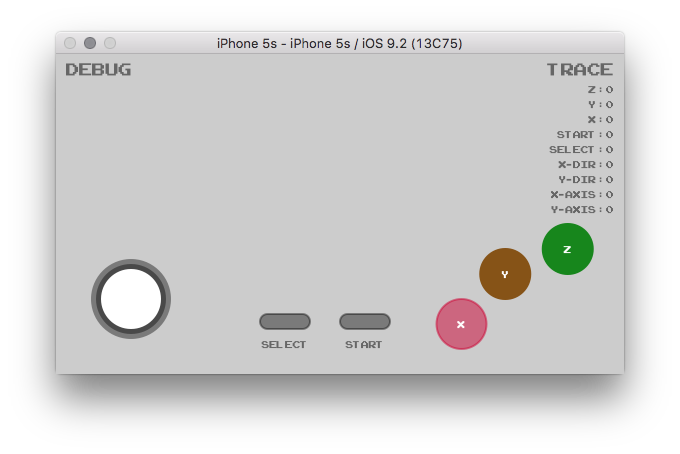 iPhone 5s - iPhone 5s / iOS 9.2 (13C75)
DEBUG
TRACE
Z:0
Y:0
X:0
START:0
SELECT:0
X-DIR:0
Y-DIR:0
X-AXIS:0
Y-AXIS:0
Z
Y
X
SELECT
START